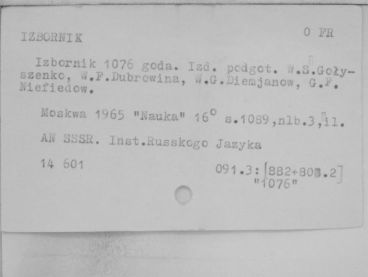 IZBORNIK
0 FR
Izbornik 1076 goda. Izd. podgot. W.S.Goły-
szenko, W.F.Dubrowina, W.G.Diemjanow, G.F.
Niefiedow.
Moskwa 1965 "Nauka" 16° s.1089,nlb.3,il.
AN SSSR. Inst.Russkogo Jazyka
14 601
091.3:[882+808.2]
"1076"